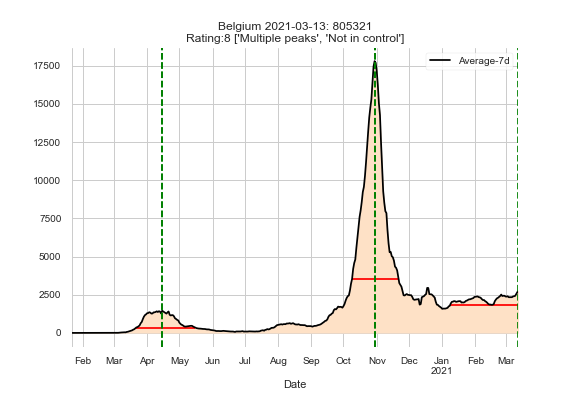 Belgium 2021-03-13: 805321
Rating:8 ['Multiple peaks', 'Not in control']
Average-7d
17500
15000
12500
10000
7500
5000
2500
0
Feb Mar Apr May Jun Jul Aug Sep Oct Nov Dec Jan Feb Mar
2021
Date